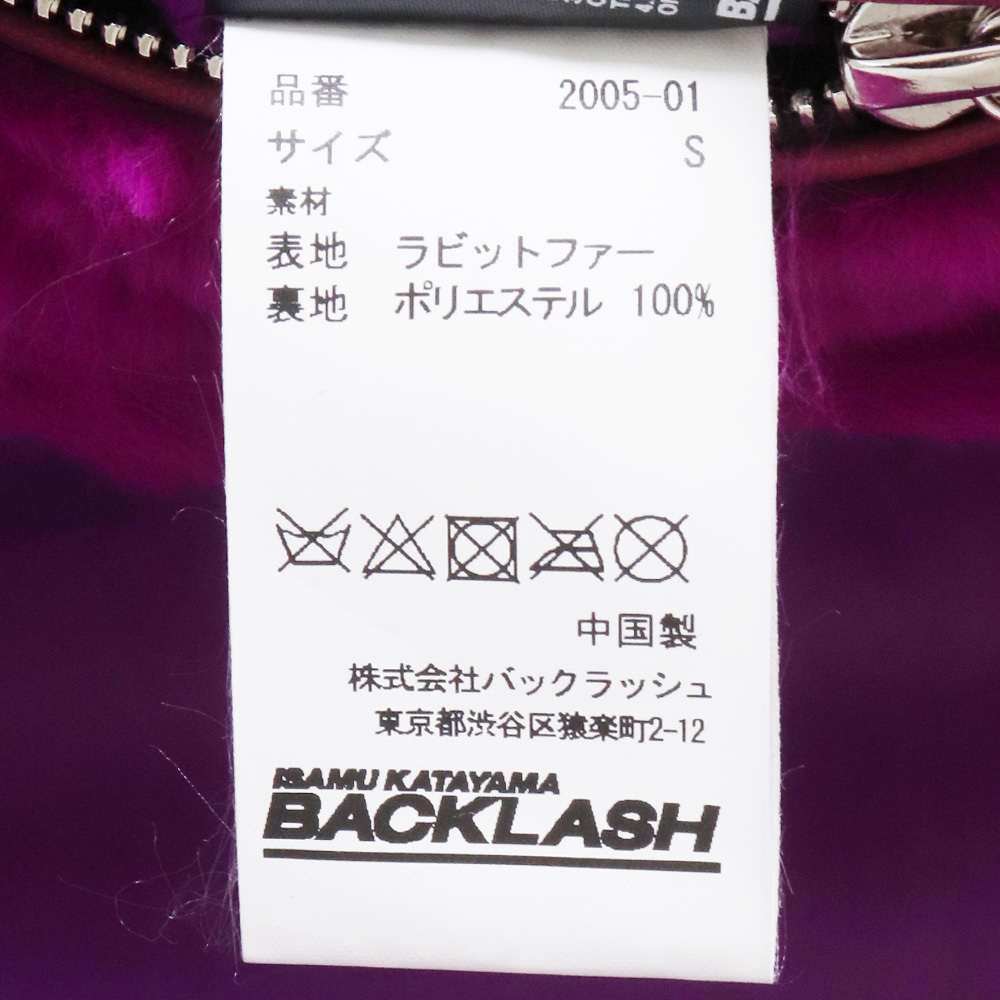 品番 2005-01
サイズ S
素材
表地 ラビットファー
裏地 ポリエステル 100%
中国製
株式会社バックラッシュ
東京都渋谷区猿楽町2-12
ISAMU KATAYAMA
BACKLASH